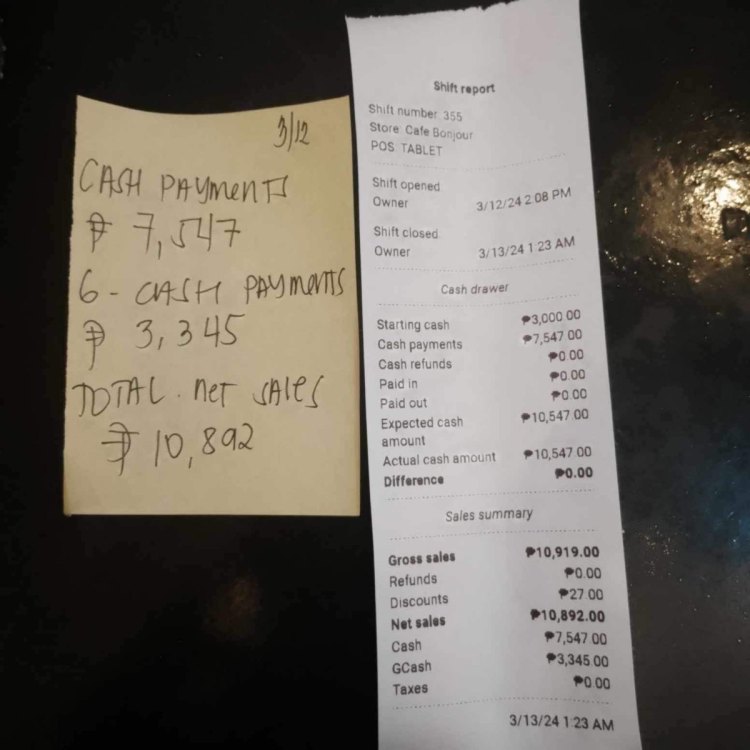 3/12
CASH PAYMENTS
₱ 7,547
G - CASH PAYMENTS
₱ 3,345
TOTAL. net SALES
₱ 10,892
Shift report
Shift number 355
Store: Cafe Bonjour
POS: TABLET
Shift opened
Owner 3/12/24 2:08 PM
Shift closed
Owner 3/13/24 1:23 AM
Cash drawer
Starting cash ₱3,000.00
Cash payments ₱7,547.00
Cash refunds ₱0.00
Paid in ₱0.00
Paid out ₱0.00
Expected cash ₱10,547.00
amount
Actual cash amount ₱10,547.00
Difference ₱0.00
Sales summary
Gross sales ₱10,919.00
Refunds ₱0.00
Discounts ₱27.00
Net sales ₱10,892.00
Cash ₱7,547.00
GCash ₱3,345.00
Taxes ₱0.00
3/13/24 1:23 AM